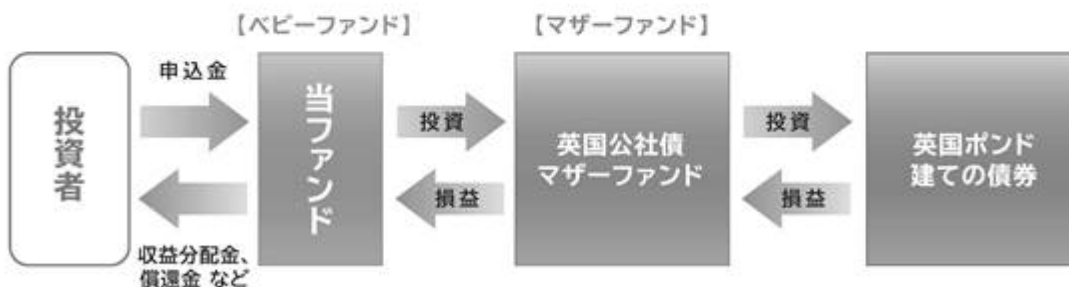 【ベビーファンド】
【マザーファンド】
投資者
申込金
収益分配金、
償還金 など
当ファンド
投資
損益
英国公社債
マザーファンド
投資
損益
英国ポンド
建ての債券